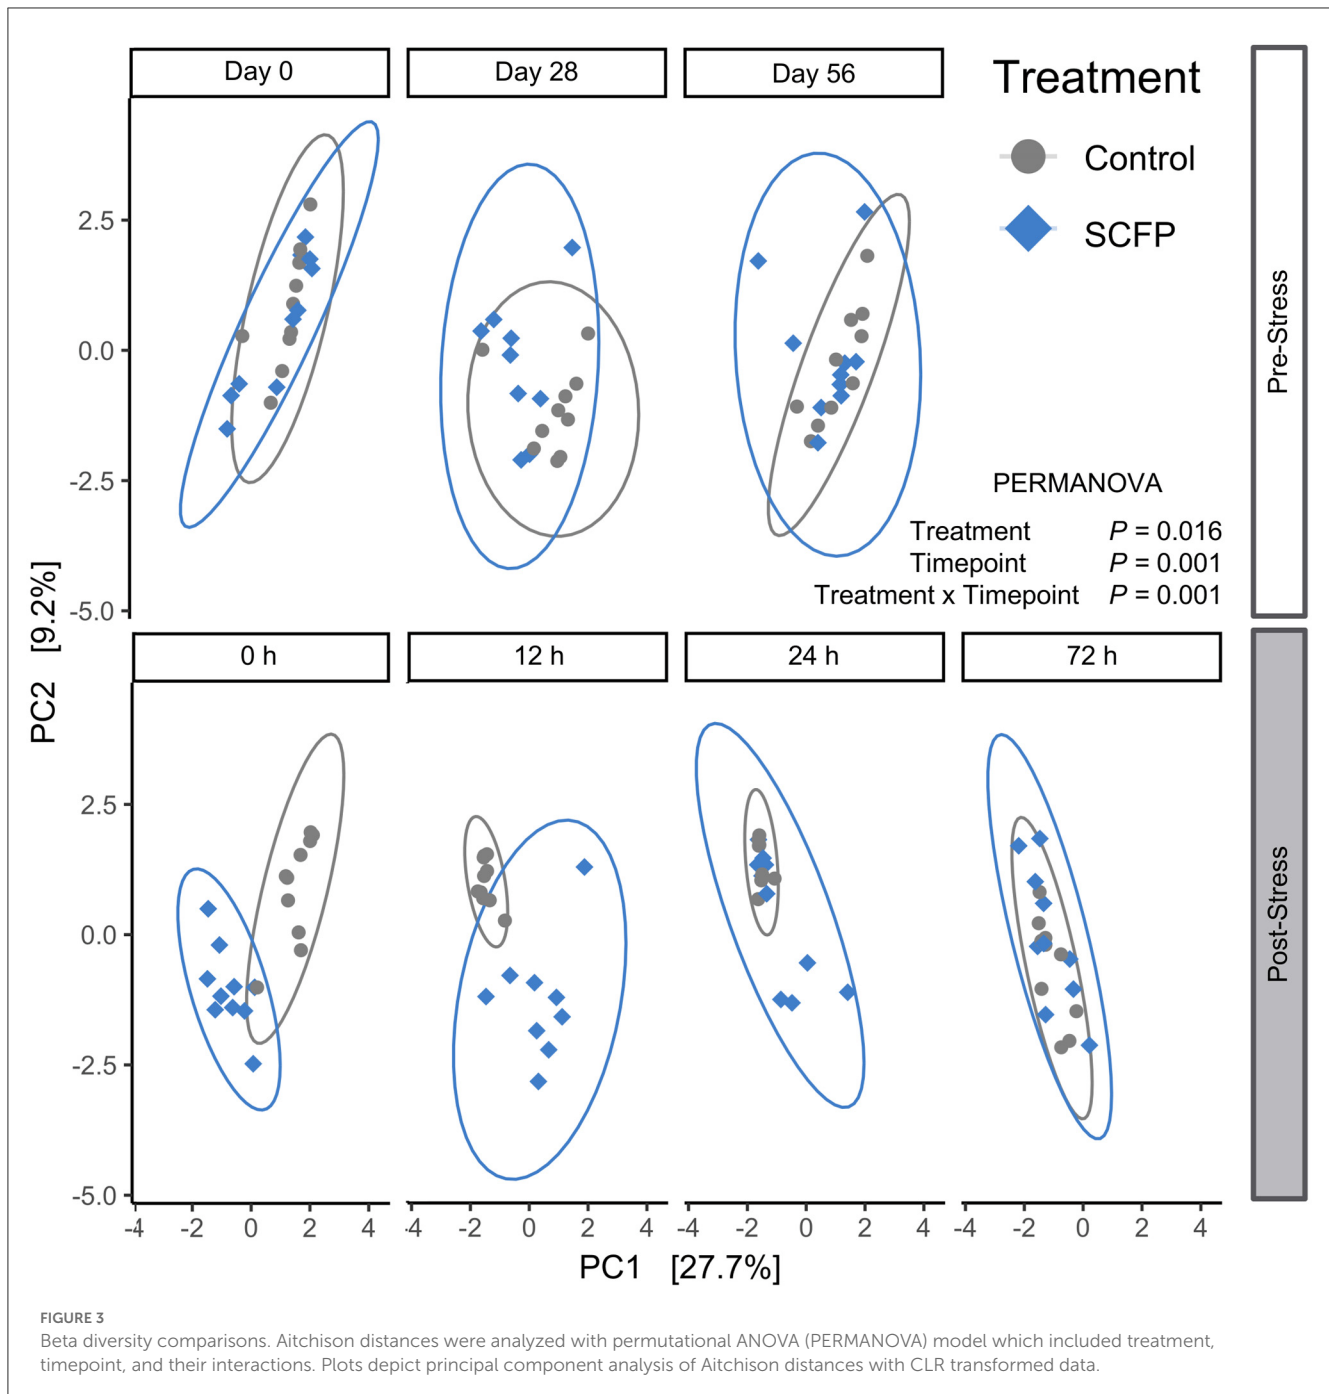 Day 0
Day 28
Day 56
Treatment
Control
SCFP
Pre-Stress
2.5
0.0
-2.5
-5.0
PERMANOVA
Treatment P = 0.016
Timepoint P = 0.001
Treatment x Timepoint P = 0.001
PC2 [9.2%]
0 h
12 h
24 h
72 h
Post-Stress
2.5
0.0
-2.5
-5.0
-4 -2 0 2 4
-4 -2 0 2 4
-4 -2 0 2 4
-4 -2 0 2 4
PC1 [27.7%]
FIGURE 3
Beta diversity comparisons. Aitchison distances were analyzed with permutational ANOVA (PERMANOVA) model which included treatment,
timepoint, and their interactions. Plots depict principal component analysis of Aitchison distances with CLR transformed data.